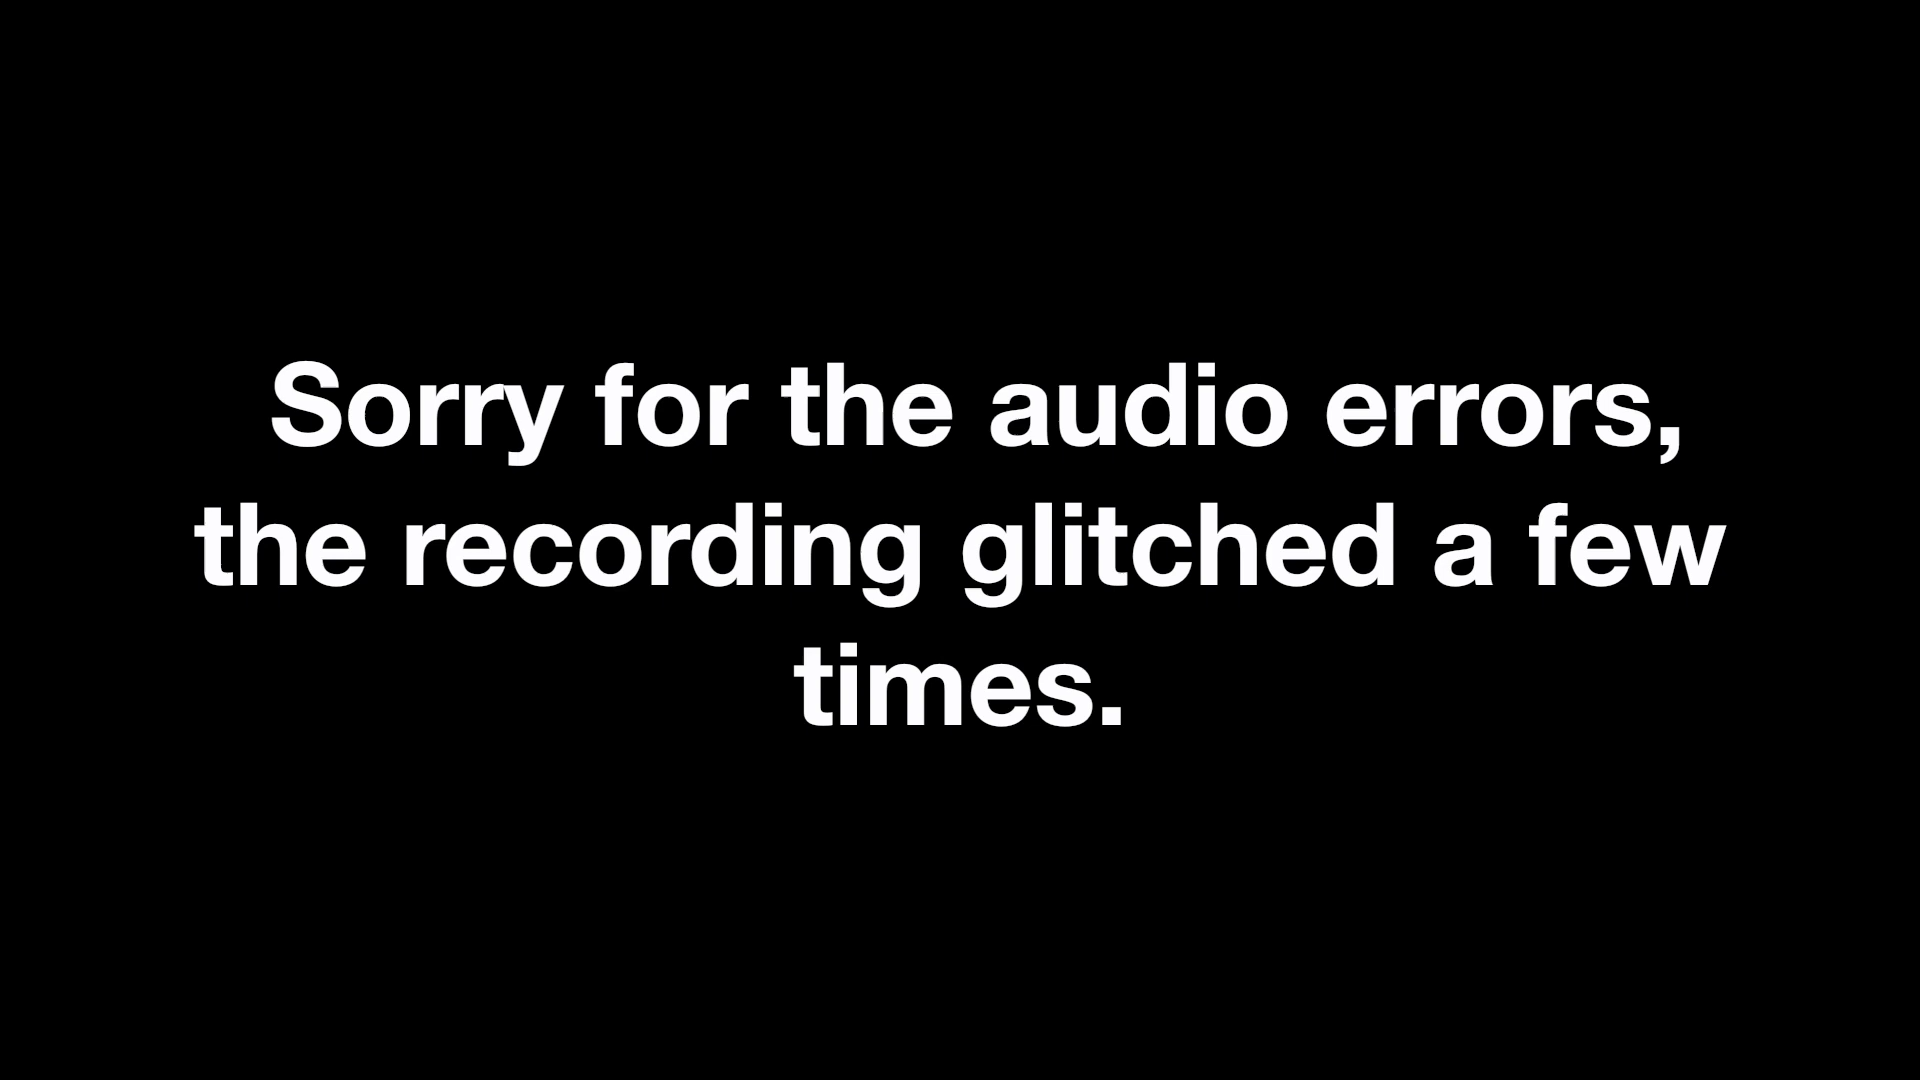 Sorry for the audio errors,
the recording glitched a few
times.